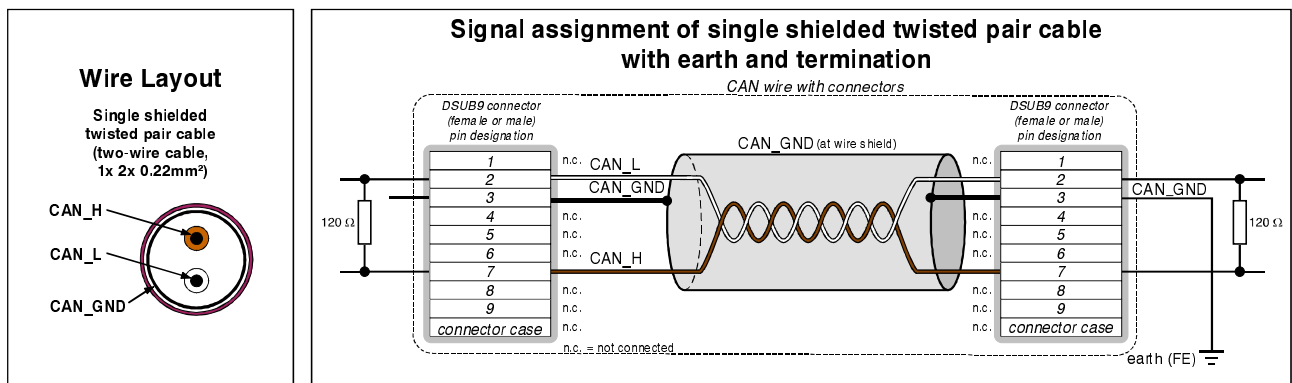 Wire Layout
Single shielded
twisted pair cable
(two-wire cable,
1x 2x 0.22mm²)
CAN_H
CAN_L
CAN_GND
Signal assignment of single shielded twisted pair cable
with earth and termination
CAN wire with connectors
DSUB9 connector
(female or male)
pin designation
1
2
3
4
5
6
7
8
9
connector case
120 Ω
n.c.
CAN_L
CAN_GND
n.c.
n.c.
n.c.
CAN_H
n.c.
n.c.
n.c.
n.c. = not connected
CAN_GND (at wire shield)
DSUB9 connector
(female or male)
pin designation
n.c.
n.c.
n.c.
n.c.
n.c.
n.c.
n.c.
1
2
3
4
5
6
7
8
9
connector case
CAN_GND
120 Ω
earth (FE)